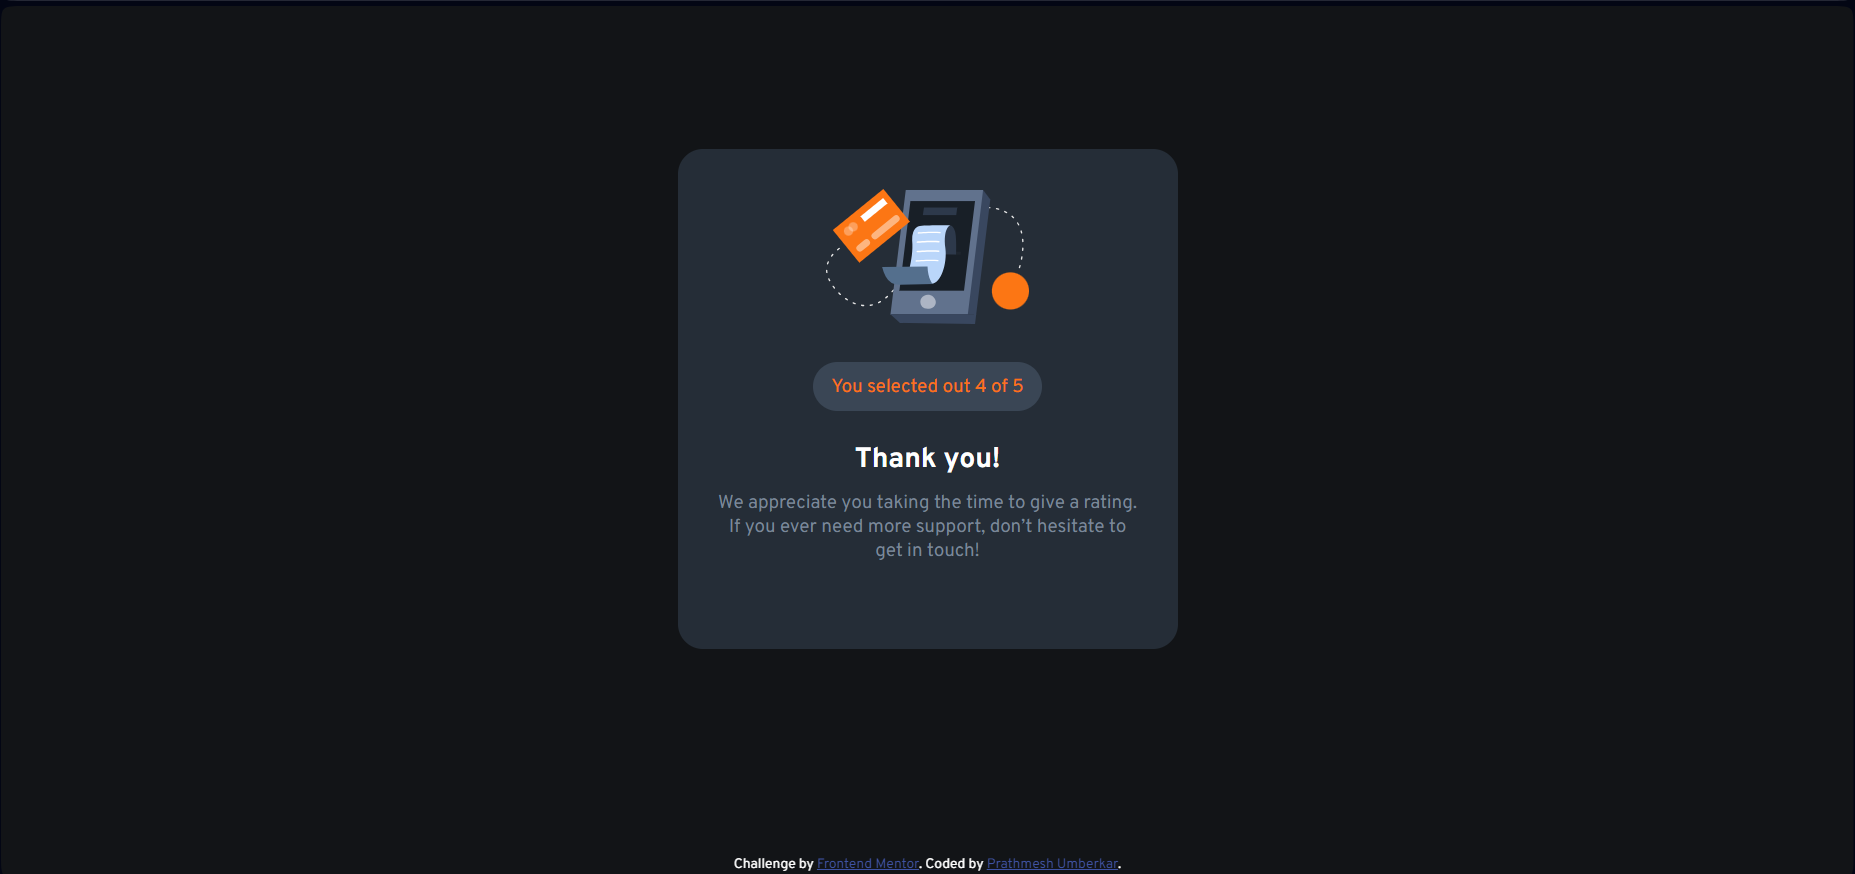 You selected out 4 of 5
Thank you!
We appreciate you taking the time to give a rating.
If you ever need more support, don’t hesitate to
get in touch!
Challenge by Frontend Mentor. Coded by Prathmesh Umberkar.